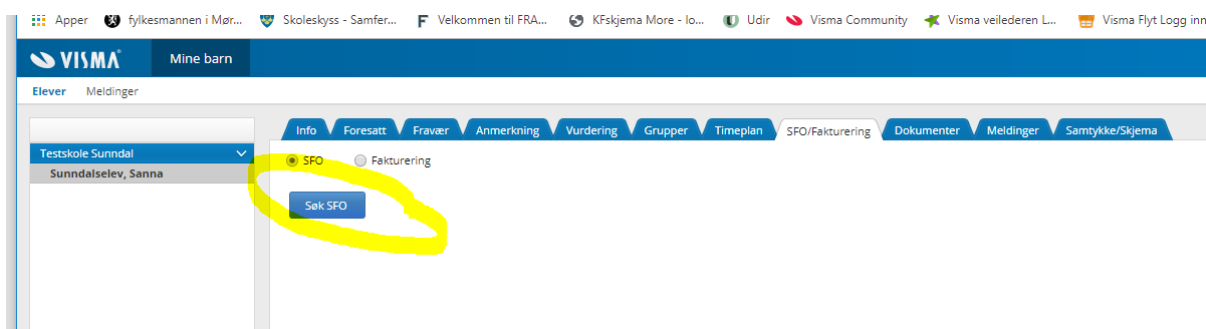 Apper fylkesmannen i Mør... Skoleskyss - Samfer... Velkommen til FRA... KFskjema More - lo... Udir Visma Community Visma veilederen L... Visma Flyt Logg inn
VISMA Mine barn
Elever Meldinger
Info Foresatt Fravær Anmerkning Vurdering Grupper Timeplan SFO/Fakturering Dokumenter Meldinger Samtykke/Skjema
Testskole Sunndal
SFO Fakturering
Sunndalselev, Sanna
Søk SFO